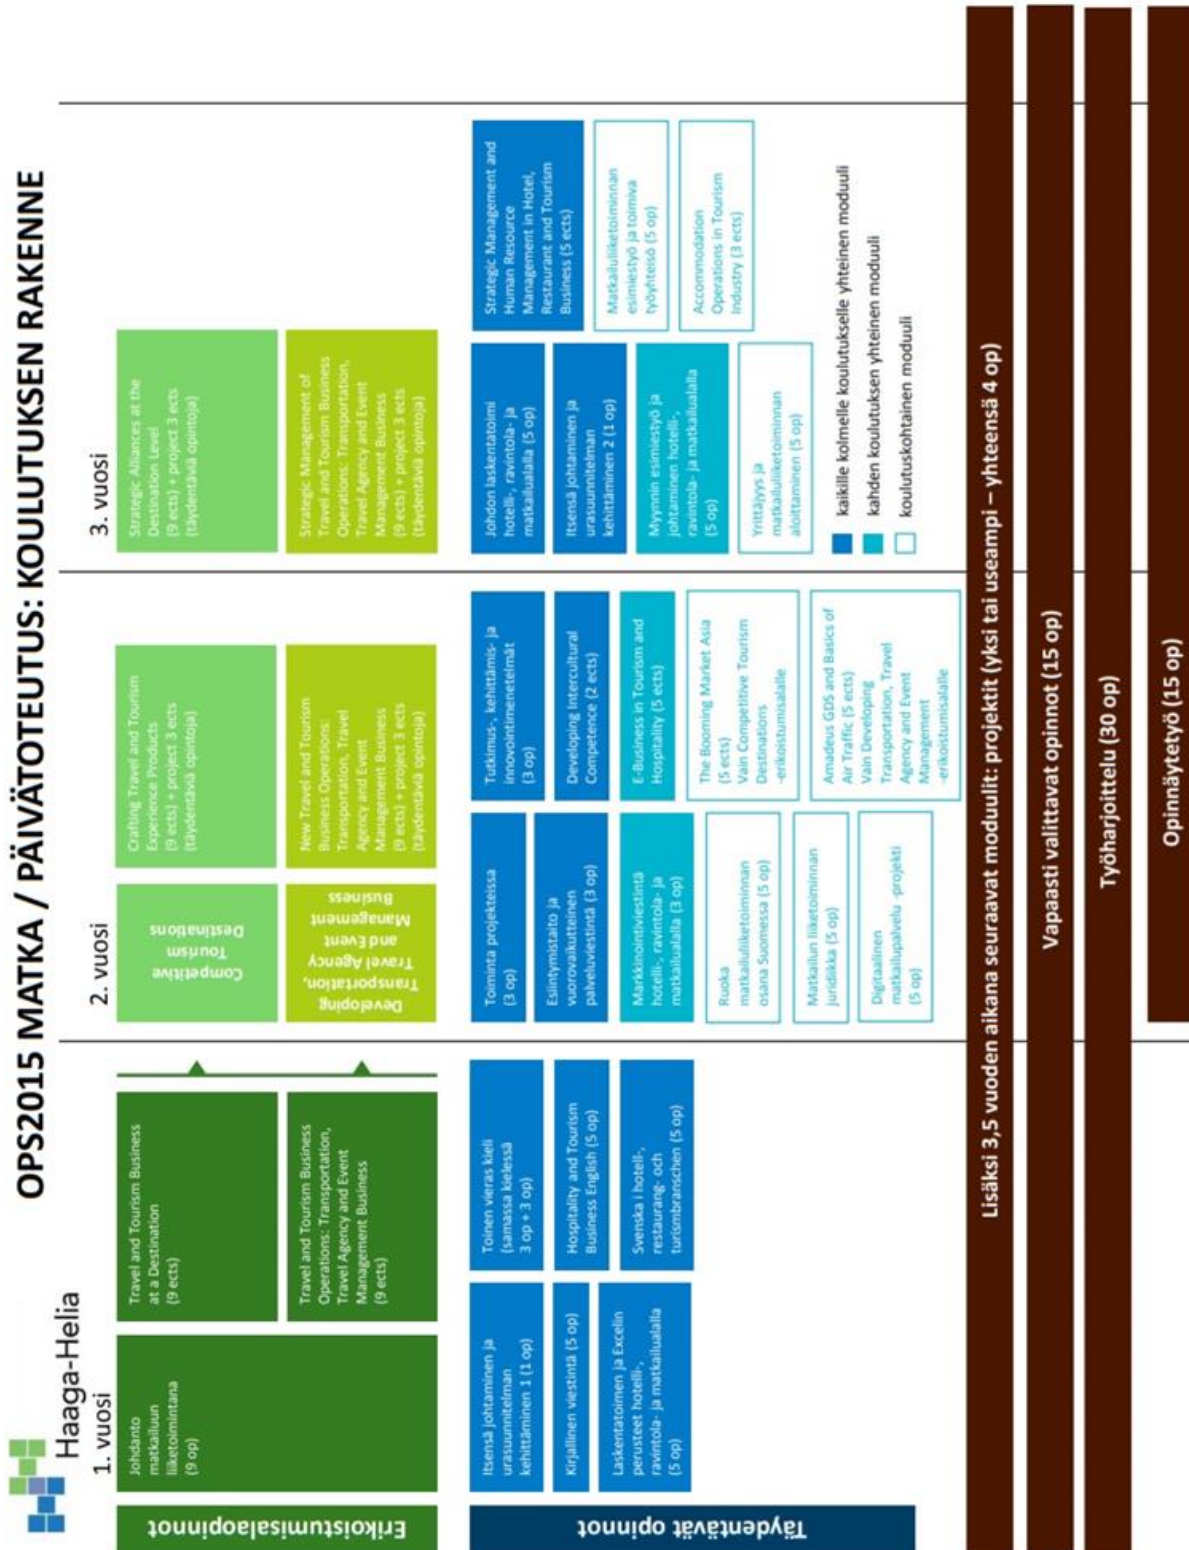 OPS2015 MATKA / PÄIVÄTOTEUTUS: KOULUTUKSEN RAKENNE
Haaga-Helia
1. vuosi
2. vuosi
3. vuosi
Erikoistumisalaopinnot
Johdanto
matkailuun
liiketoimintana
(9 op)
Travel and Tourism Business
at a Destination
(9 ects)
Travel and Tourism Business
Operations: Transportation,
Travel Agency and Event
Management Business
(9 ects)
Competitive
Tourism
Destinations
Developing
Transportation,
Travel Agency
and Event
Management
Business
Crafting Travel and Tourism
Experience Products
(9 ects) + project 3 ects
(täydentäviä opintoja)
New Travel and Tourism
Business Operations:
Transportation, Travel
Agency and Event
Management Business
(9 ects) + project 3 ects
(täydentäviä opintoja)
Strategic Alliances at the
Destination Level
(9 ects) + project 3 ects
(täydentäviä opintoja)
Strategic Management of
Travel and Tourism Business
Operations: Transportation,
Travel Agency and Event
Management Business
(9 ects) + project 3 ects
(täydentäviä opintoja)
Täydentävät opinnot
Itsensä johtaminen ja
urasuunnitelman
kehittäminen 1 (1 op)
Kirjallinen viestintä (5 op)
Laskentatoimen ja Excelin
perusteet hotelli-,
ravintola- ja matkailualalla
(5 op)
Toinen vieras kieli
(samassa kielessä
3 op + 3 op)
Hospitality and Tourism
Business English (5 op)
Svenska i hotell-,
restaurang- och
turismbranschen (5 op)
Toiminta projekteissa
(3 op)
Esiintymistaito ja
vuorovaikutteinen
palveluviestintä (3 op)
Markkinointiviestintä
hotelli-, ravintola- ja
matkailualalla (3 op)
Ruoka
matkailuliiketoiminnan
osana Suomessa (5 op)
Matkailun liiketoiminnan
juridiikka (5 op)
Digitaalinen
matkailupalvelu -projekti
(5 op)
Tutkimus-, kehittämis- ja
innovointimenetelmät
(3 op)
Developing Intercultural
Competence (2 ects)
E-Business in Tourism and
Hospitality (5 ects)
The Booming Market Asia
(5 ects)
Vain Competitive Tourism
Destinations
-erikoistumisalalle
Amadeus GDS and Basics of
Air Traffic (5 ects)
Vain Developing
Transportation, Travel
Agency and Event
Management
-erikoistumisalalle
Johdon laskentatoimi
hotelli-, ravintola- ja
matkailualalla (5 op)
Itsensä johtaminen ja
urasuunnitelman
kehittäminen 2 (1 op)
Myynnin esimiestyö ja
johtaminen hotelli-,
ravintola- ja matkailualalla
(5 op)
Yrittäjyys ja
matkailuliiketoiminnan
aloittaminen (5 op)
Strategic Management and
Human Resource
Management in Hotel,
Restaurant and Tourism
Business (5 ects)
Matkailuliiketoiminnan
esimiestyö ja toimiva
työyhteisö (5 op)
Accommodation
Operations in Tourism
Industry (3 ects)
kaikille kolmelle koulutukselle yhteinen moduuli
kahden koulutuksen yhteinen moduuli
koulutuskohtainen moduuli
Lisäksi 3,5 vuoden aikana seuraavat moduulit: projektit (yksi tai useampi – yhteensä 4 op)
Vapaasti valittavat opinnot (15 op)
Työharjoittelu (30 op)
Opinnäytetyö (15 op)